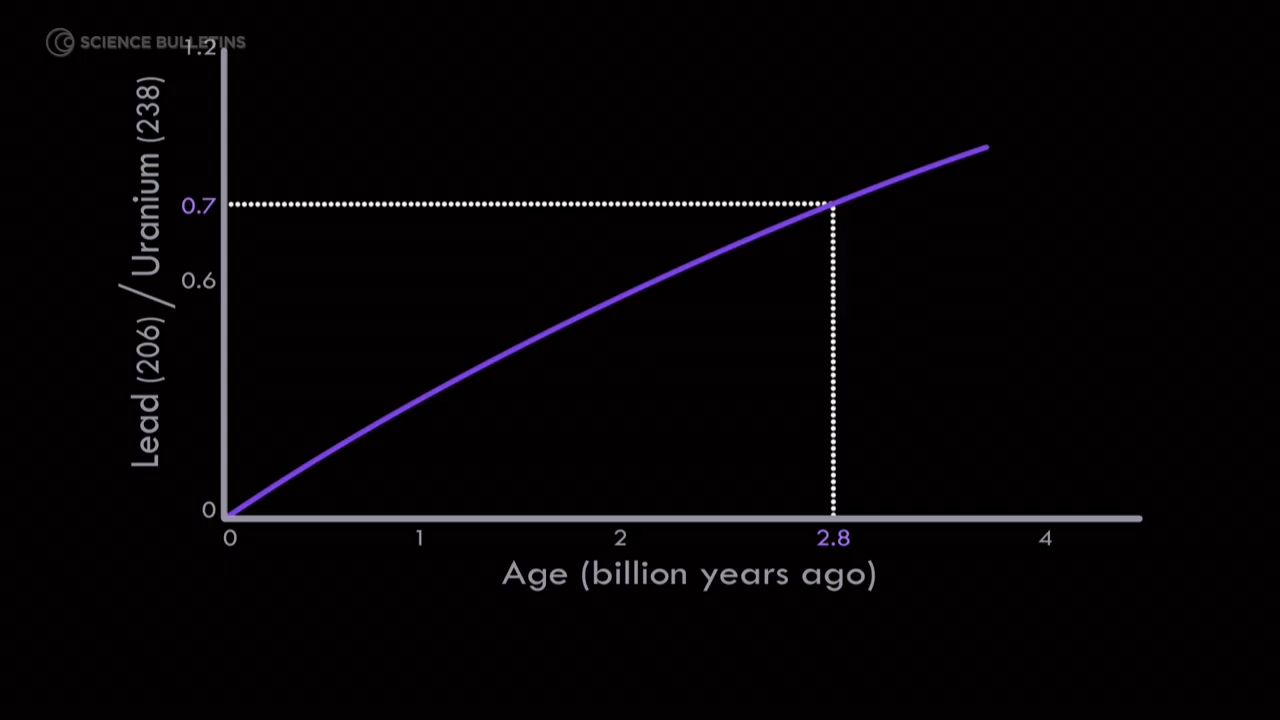 SCIENCE BULLETINS
1.2
Lead (206) / Uranium (238)
0.7
0.6
0
0 1 2 2.8 4
Age (billion years ago)